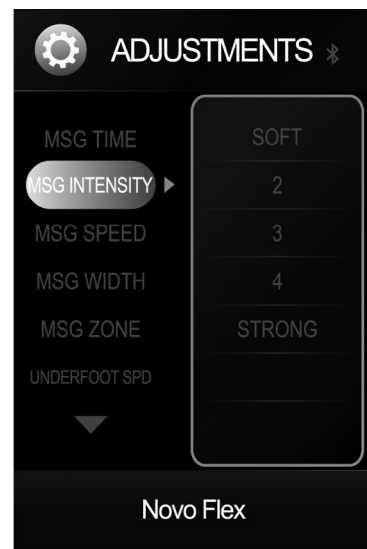 ADJUSTMENTS
MSG TIME
MSG INTENSITY
MSG SPEED
MSG WIDTH
MSG ZONE
UNDERFOOT SPD
SOFT
2
3
4
STRONG
Novo Flex